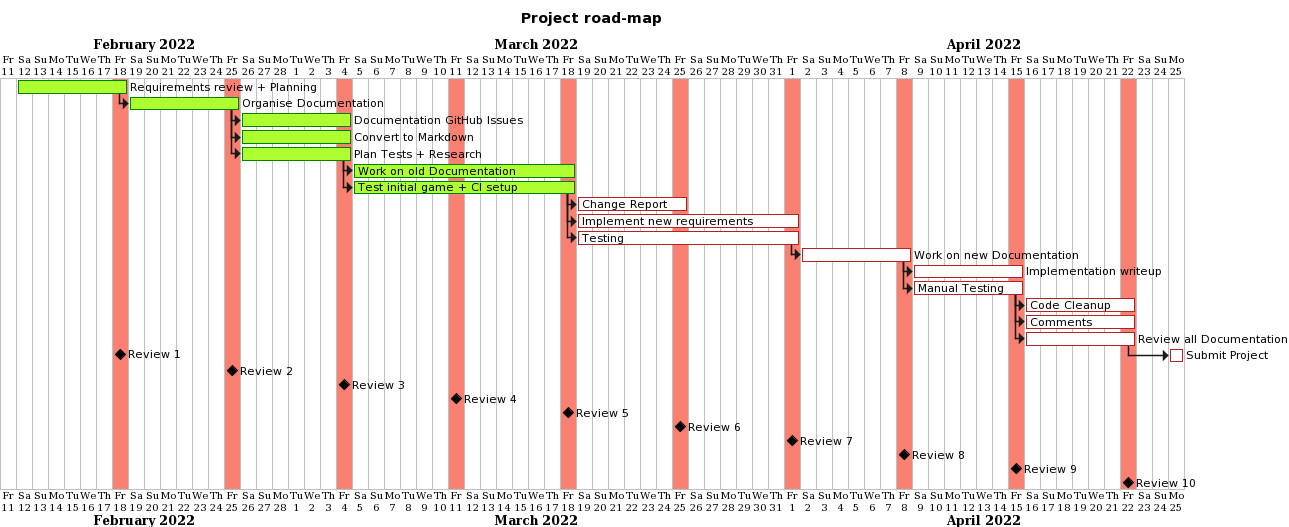 Project road-map
February 2022 March 2022 April 2022
Fr Sa Su Mo Tu We Th Fr Sa Su Mo Tu We Th Fr Sa Su Mo Tu We Th Fr Sa Su Mo Tu We Th Fr Sa Su Mo Tu We Th Fr Sa Su Mo Tu We Th Fr Sa Su Mo Tu We Th Fr Sa Su Mo Tu We Th Fr Sa Su Mo Tu We Th Fr Sa Su Mo Tu We Th Fr Sa Su Mo
11 12 13 14 15 16 17 18 19 20 21 22 23 24 25 26 27 28 1 2 3 4 5 6 7 8 9 10 11 12 13 14 15 16 17 18 19 20 21 22 23 24 25 26 27 28 29 30 31 1 2 3 4 5 6 7 8 9 10 11 12 13 14 15 16 17 18 19 20 21 22 23 24 25
Requirements review + Planning
Organise Documentation
Documentation GitHub Issues
Convert to Markdown
Plan Tests + Research
Work on old Documentation
Test initial game + CI setup
Change Report
Implement new requirements
Testing
Work on new Documentation
Implementation writeup
Manual Testing
Code Cleanup
Comments
Review all Documentation
Review 1
Submit Project
Review 2
Review 3
Review 4
Review 5
Review 6
Review 7
Review 8
Review 9
Review 10
Fr Sa Su Mo Tu We Th Fr Sa Su Mo Tu We Th Fr Sa Su Mo Tu We Th Fr Sa Su Mo Tu We Th Fr Sa Su Mo Tu We Th Fr Sa Su Mo Tu We Th Fr Sa Su Mo Tu We Th Fr Sa Su Mo Tu We Th Fr Sa Su Mo Tu We Th Fr Sa Su Mo Tu We Th Fr Sa Su Mo
11 12 13 14 15 16 17 18 19 20 21 22 23 24 25 26 27 28 1 2 3 4 5 6 7 8 9 10 11 12 13 14 15 16 17 18 19 20 21 22 23 24 25 26 27 28 29 30 31 1 2 3 4 5 6 7 8 9 10 11 12 13 14 15 16 17 18 19 20 21 22 23 24 25
February 2022 March 2022 April 2022